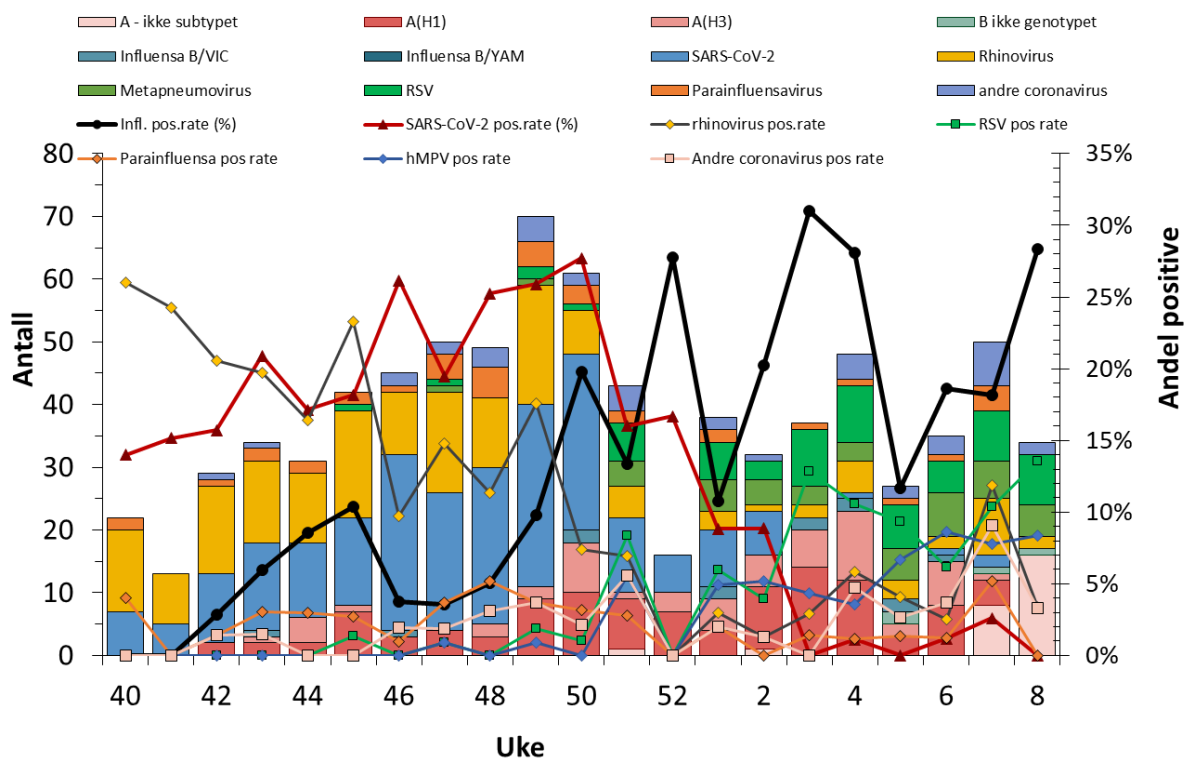 A - ikke subtypet A(H1) A(H3) B ikke genotypet
Influensa B/VIC Influensa B/YAM SARS-CoV-2 Rhinovirus
Metapneumovirus RSV Parainfluensavirus andre coronavirus
Infl. pos.rate (%) SARS-CoV-2 pos.rate (%) rhinovirus pos.rate RSV pos rate
Parainfluensa pos rate hMPV pos rate Andre coronavirus pos rate
80
70
60
50
40
30
20
10
0
Antall
35%
30%
25%
20%
15%
10%
5%
0%
Andel positive
40 42 44 46 48 50 52 2 4 6 8
Uke